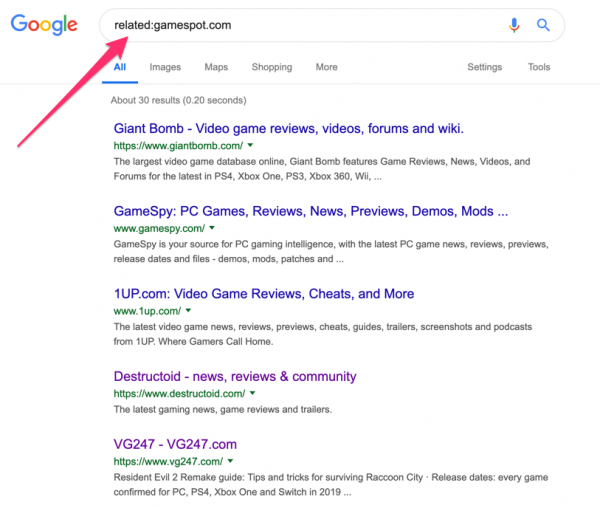 Google
related:gamespot.com
All Images Maps Shopping More Settings Tools
About 30 results (0.20 seconds)
Giant Bomb - Video game reviews, videos, forums and wiki.
https://www.giantbomb.com/
The largest video game database online, Giant Bomb features Game Reviews, News, Videos, and
Forums for the latest in PS4, Xbox One, PS3, Xbox 360, Wii, ...
GameSpy: PC Games, Reviews, News, Previews, Demos, Mods ...
www.gamespy.com/
GameSpy is your source for PC gaming intelligence, with the latest PC game news, reviews, previews,
release dates and files - demos, mods, patches and ...
1UP.com: Video Game Reviews, Cheats, and More
www.1up.com/
The latest video game news, reviews, previews, cheats, guides, trailers, screenshots and podcasts
from 1UP. Where Gamers Call Home.
Destructoid - news, reviews & community
https://www.destructoid.com/
The latest gaming news, game reviews and trailers.
VG247 - VG247.com
https://www.vg247.com/
Resident Evil 2 Remake guide: Tips and tricks for surviving Raccoon City · Release dates: every game
confirmed for PC, PS4, Xbox One and Switch in 2019 ...